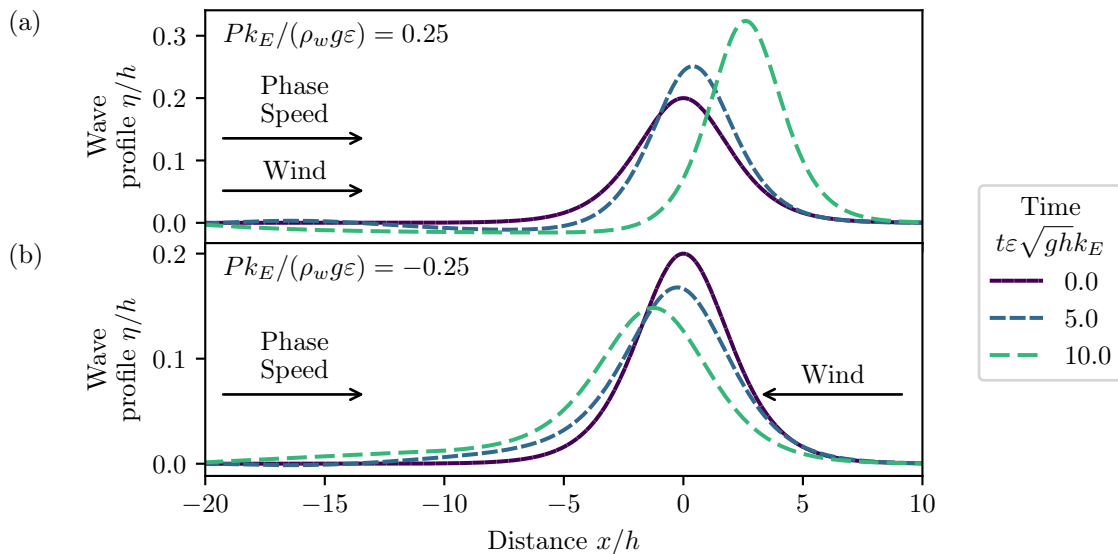 (a)
Pk_E/(ρ_w gε) = 0.25
Phase
Speed
Wind
Wave
profile η/h
0.3
0.2
0.1
0.0
(b)
Pk_E/(ρ_w gε) = −0.25
Phase
Speed
Wind
Wave
profile η/h
0.2
0.1
0.0
−20 −15 −10 −5 0 5 10
Distance x/h
Time
tε√(gh)k_E
0.0
5.0
10.0